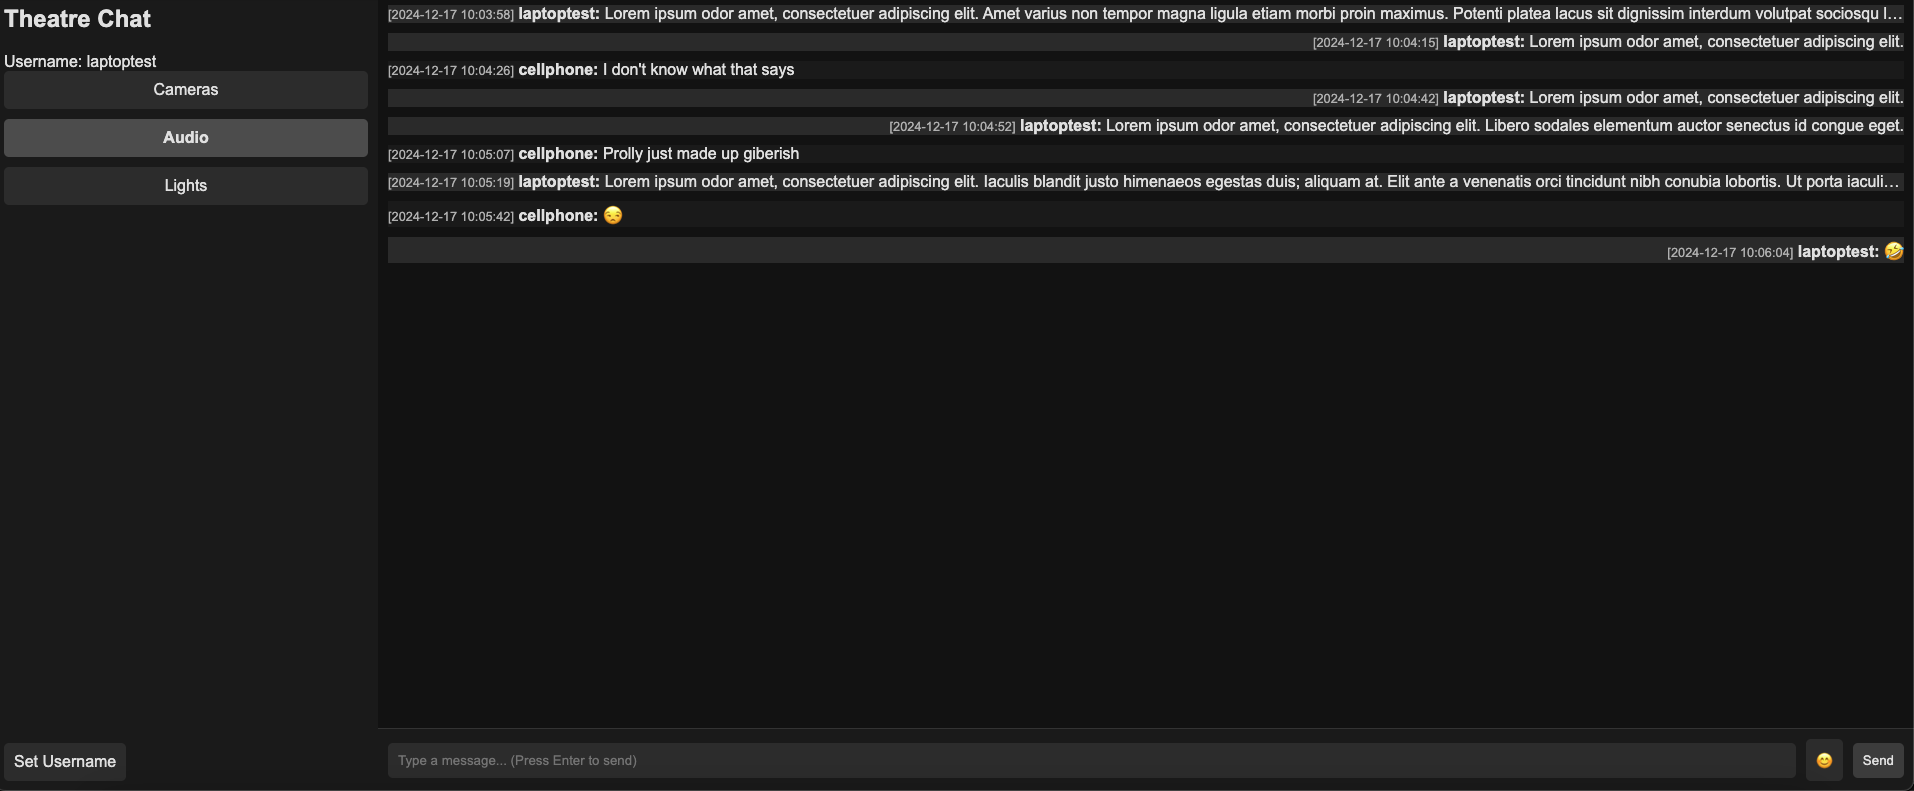 Theatre Chat
Username: laptoptest
Cameras
Audio
Lights
Set Username
[2024-12-17 10:03:58] laptoptest: Lorem ipsum odor amet, consectetuer adipiscing elit. Amet varius non tempor magna ligula etiam morbi proin maximus. Potenti platea lacus sit dignissim interdum volutpat sociosqu l…
[2024-12-17 10:04:15] laptoptest: Lorem ipsum odor amet, consectetuer adipiscing elit.
[2024-12-17 10:04:26] cellphone: I don't know what that says
[2024-12-17 10:04:42] laptoptest: Lorem ipsum odor amet, consectetuer adipiscing elit.
[2024-12-17 10:04:52] laptoptest: Lorem ipsum odor amet, consectetuer adipiscing elit. Libero sodales elementum auctor senectus id congue eget.
[2024-12-17 10:05:07] cellphone: Prolly just made up giberish
[2024-12-17 10:05:19] laptoptest: Lorem ipsum odor amet, consectetuer adipiscing elit. Iaculis blandit justo himenaeos egestas duis; aliquam at. Elit ante a venenatis orci tincidunt nibh conubia lobortis. Ut porta iaculi…
[2024-12-17 10:05:42] cellphone: 😒
[2024-12-17 10:06:04] laptoptest: 🤣
Type a message... (Press Enter to send)
😊
Send